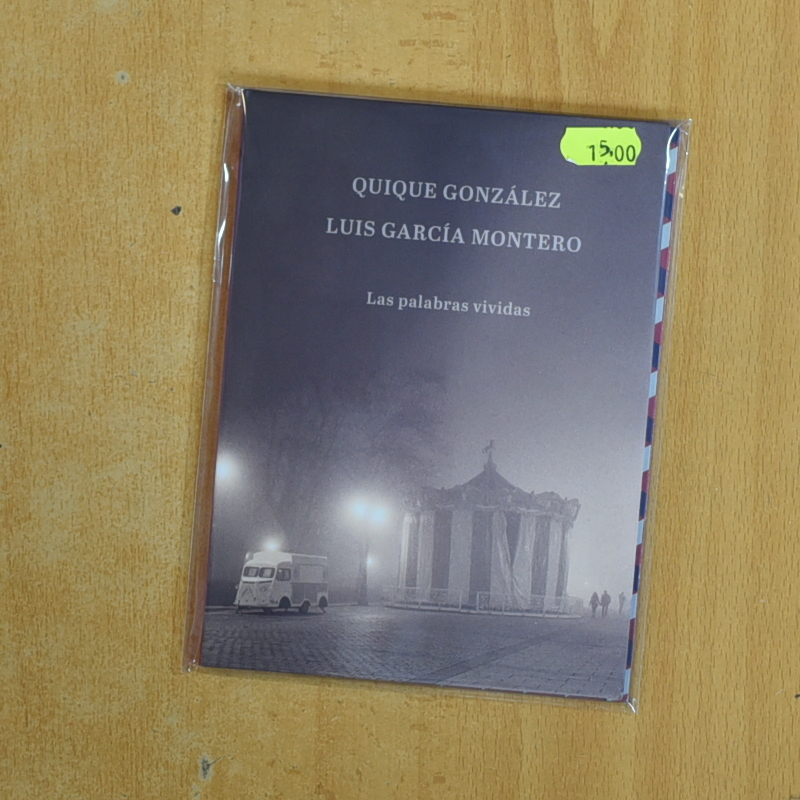 15,00
QUIQUE GONZÁLEZ
LUIS GARCÍA MONTERO
Las palabras vividas